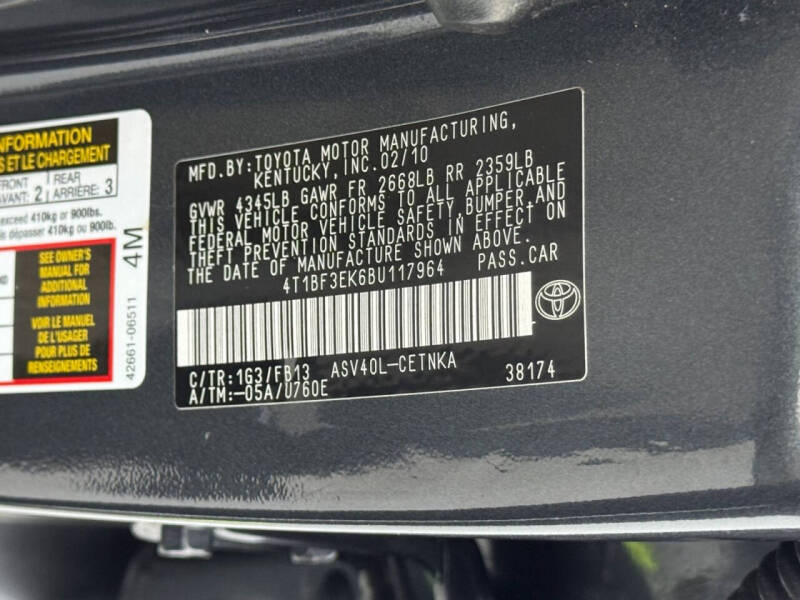 INFORMATION
S ET LE CHARGEMENT
FRONT
AVANT: 2
REAR
ARRIÈRE: 3
exceed 410kg or 900lbs.
dépasser 410kg ou 900lb.
SEE OWNER'S
MANUAL FOR
ADDITIONAL
INFORMATION
VOIR LE MANUEL
DE L'USAGER
POUR PLUS DE
RENSEIGNEMENTS
4M
42661-06511
MFD.BY: TOYOTA MOTOR MANUFACTURING,
KENTUCKY, INC. 02/10
GVWR 4345LB GAWR FR 2668LB RR 2359LB
THIS VEHICLE CONFORMS TO ALL APPLICABLE
FEDERAL MOTOR VEHICLE SAFETY, BUMPER, AND
THEFT PREVENTION STANDARDS IN EFFECT ON
THE DATE OF MANUFACTURE SHOWN ABOVE.
4T1BF3EK6BU117964 PASS.CAR
C/TR:1G3/FB13 ASV40L-CETNKA
A/TM:-05A/U760E 38174